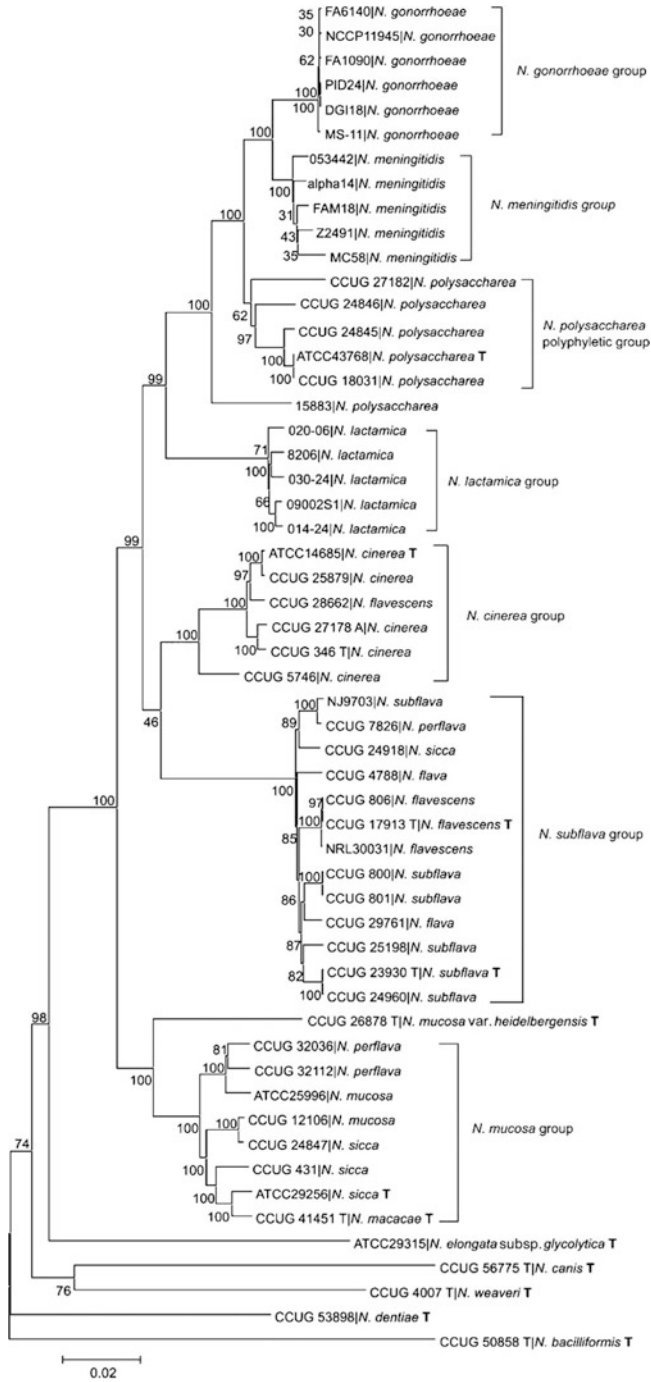 35
FA6140|N. gonorrhoeae
30
NCCP11945|N. gonorrhoeae
62
FA1090|N. gonorrhoeae
N. gonorrhoeae group
PID24|N. gonorrhoeae
100
100
DGI18|N. gonorrhoeae
100
MS-11|N. gonorrhoeae
053442|N. meningitidis
100
alpha14|N. meningitidis
N. meningitidis group
31
FAM18|N. meningitidis
100
43
Z2491|N. meningitidis
35
MC58|N. meningitidis
CCUG 27182|N. polysaccharea
100
62
CCUG 24846|N. polysaccharea
N. polysaccharea
polyphyletic group
97
CCUG 24845|N. polysaccharea
100
ATCC43768|N. polysaccharea T
100
CCUG 18031|N. polysaccharea
99
15883|N. polysaccharea
020-06|N. lactamica
71
8206|N. lactamica
100
030-24|N. lactamica
N. lactamica group
66
09002S1|N. lactamica
100
014-24|N. lactamica
99
100
ATCC14685|N. cinerea T
97
CCUG 25879|N. cinerea
100
CCUG 28662|N. flavescens
N. cinerea group
CCUG 27178 A|N. cinerea
100
100
CCUG 346 T|N. cinerea
CCUG 5746|N. cinerea
46
100
NJ9703|N. subflava
89
CCUG 7826|N. perflava
CCUG 24918|N. sicca
100
CCUG 4788|N. flava
97
CCUG 806|N. flavescens
100
100
CCUG 17913 T|N. flavescens T
N. subflava group
85
NRL30031|N. flavescens
100
CCUG 800|N. subflava
86
CCUG 801|N. subflava
CCUG 29761|N. flava
87
CCUG 25198|N. subflava
82
CCUG 23930 T|N. subflava T
100
CCUG 24960|N. subflava
98
CCUG 26878 T|N. mucosa var. heidelbergensis T
100
81
CCUG 32036|N. perflava
100
CCUG 32112|N. perflava
ATCC25996|N. mucosa
100
CCUG 12106|N. mucosa
N. mucosa group
CCUG 24847|N. sicca
74
100
CCUG 431|N. sicca
100
ATCC29256|N. sicca T
100
CCUG 41451 T|N. macacae T
ATCC29315|N. elongata subsp. glycolytica T
CCUG 56775 T|N. canis T
76
CCUG 4007 T|N. weaveri T
CCUG 53898|N. dentiae T
CCUG 50858 T|N. bacilliformis T
0.02